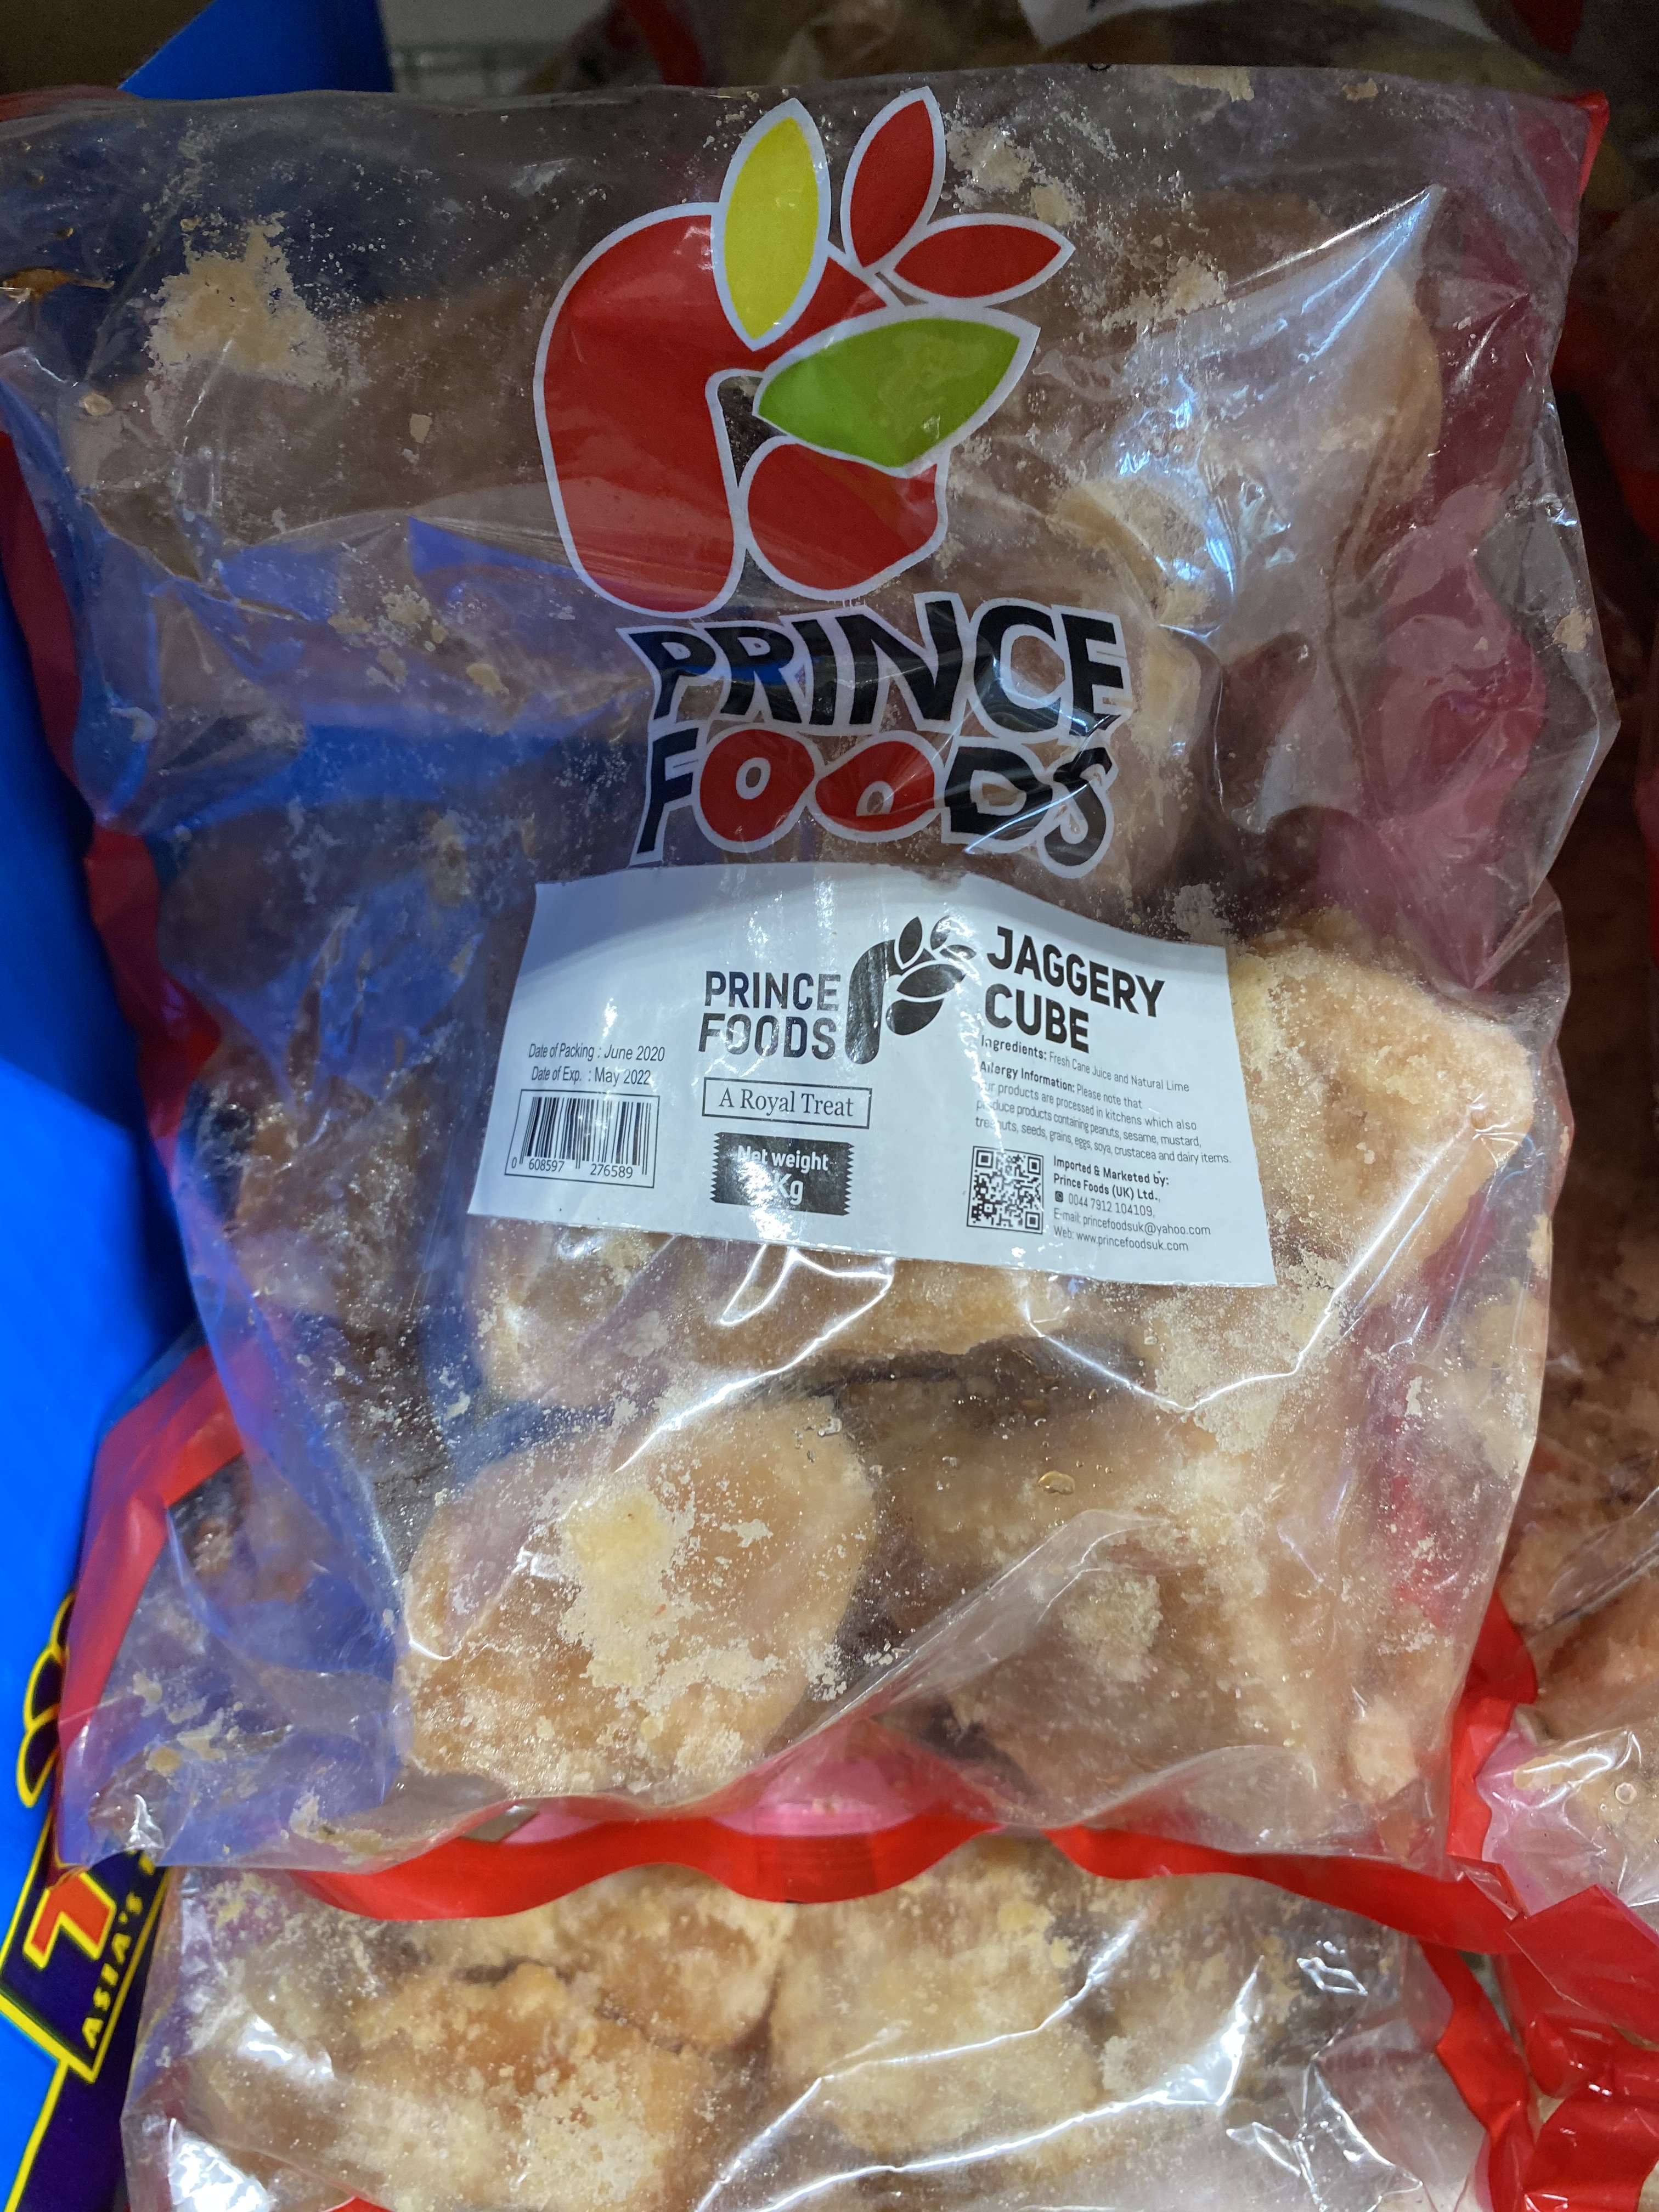 PRINCE
FOODS
PRINCE
FOODS
JAGGERY
CUBE
Date of Packing : June 2020
Date of Exp. : May 2022
0 608597 276589
A Royal Treat
Net weight
Kg
Ingredients: Fresh Cane Juice and Natural Lime
Allergy Information: Please note that
our products are processed in kitchens which also
produce products containing peanuts, sesame, mustard,
treenuts, seeds, grains, eggs, soya, crustacea and dairy items.
Imported & Marketed by:
Prince Foods (UK) Ltd.,
0044 7912 104109,
E-mail: princefoodsuk@yahoo.com
Web: www.princefoodsuk.com
ASIA'S